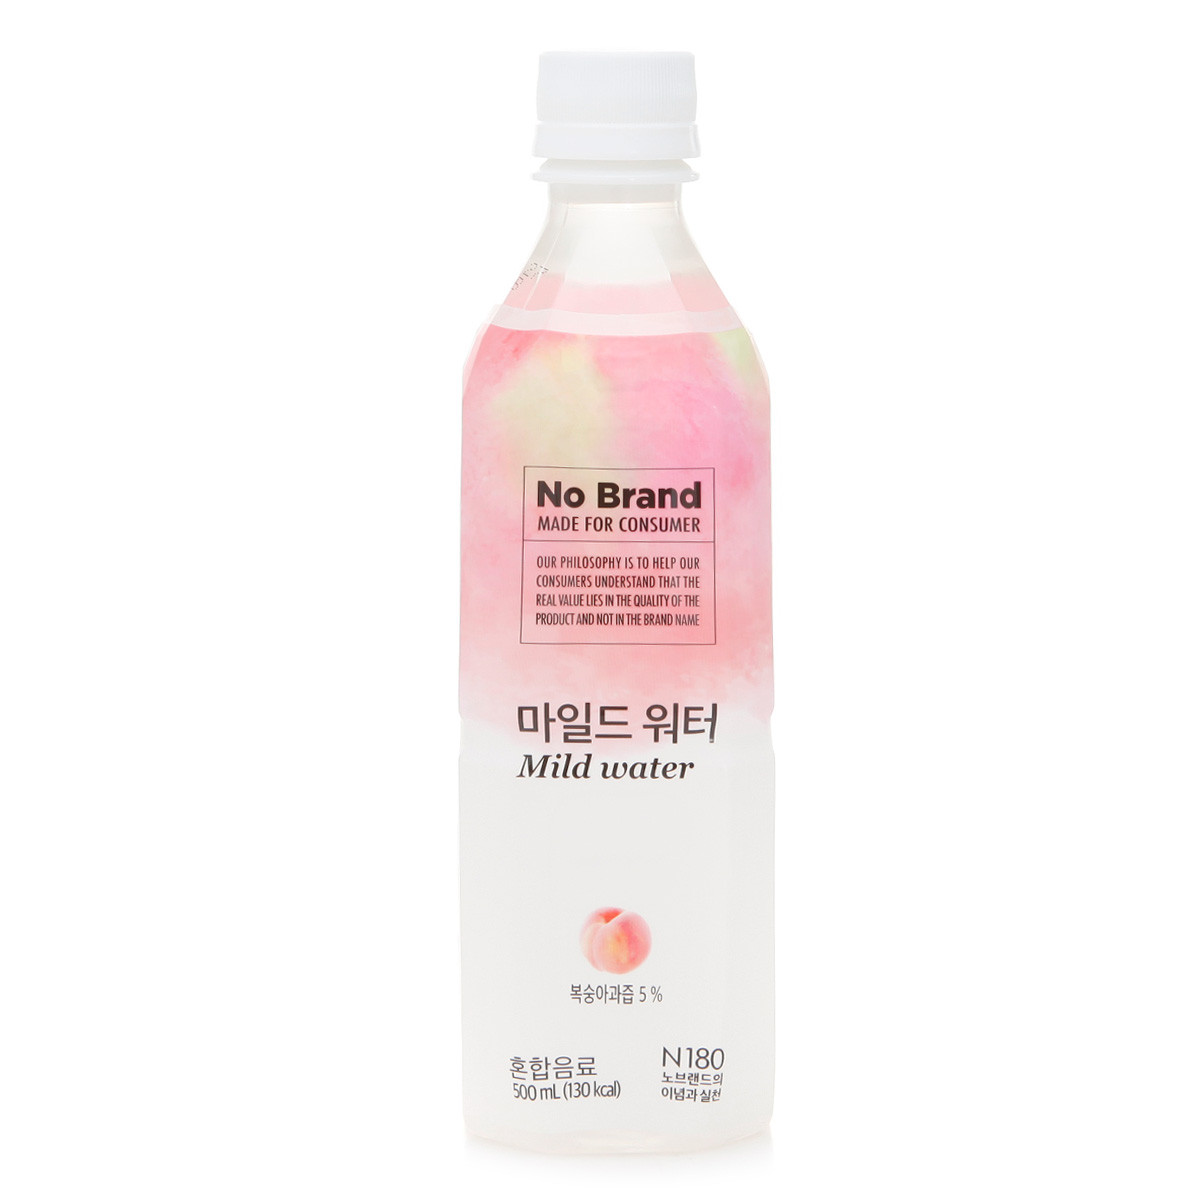 No Brand
MADE FOR CONSUMER
OUR PHILOSOPHY IS TO HELP OUR
CONSUMERS UNDERSTAND THAT THE
REAL VALUE LIES IN THE QUALITY OF THE
PRODUCT AND NOT IN THE BRAND NAME
마일드 워터
Mild water
복숭아과즙 5 %
혼합음료
500 mL (130 kcal)
N180
노브랜드의
이념과 실천